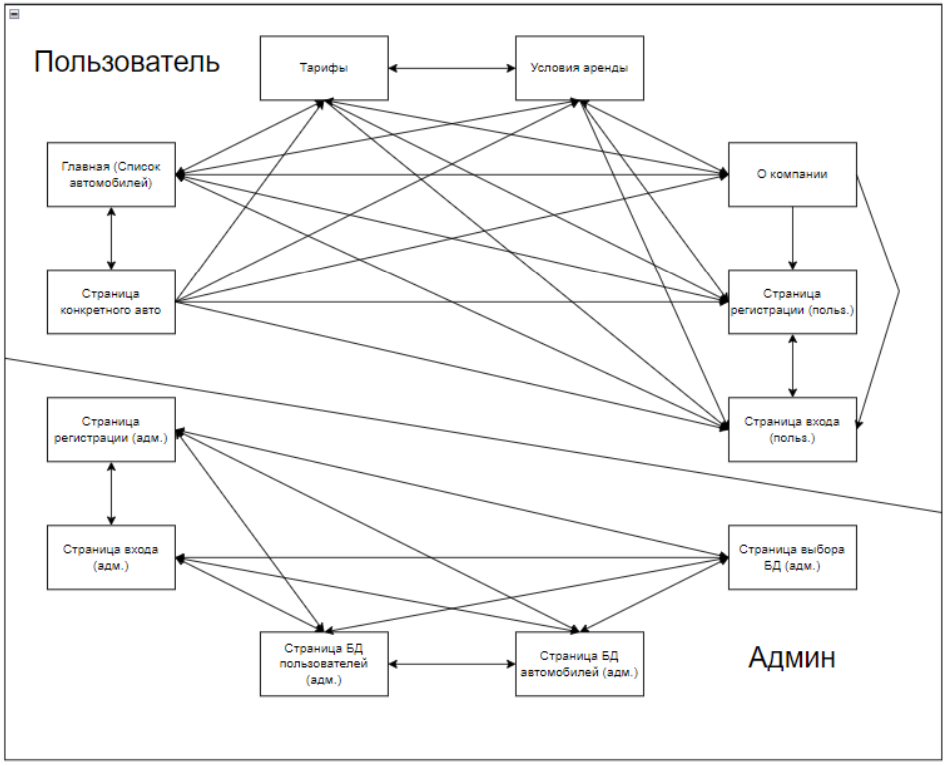 Пользователь
Тарифы
Условия аренды
Главная (Список
автомобилей)
О компании
Страница
конкретного авто
Страница
регистрации (польз.)
Страница входа
(польз.)
Страница
регистрации (адм.)
Страница входа
(адм.)
Страница выбора
БД (адм.)
Страница БД
пользователей
(адм.)
Страница БД
автомобилей (адм.)
Админ